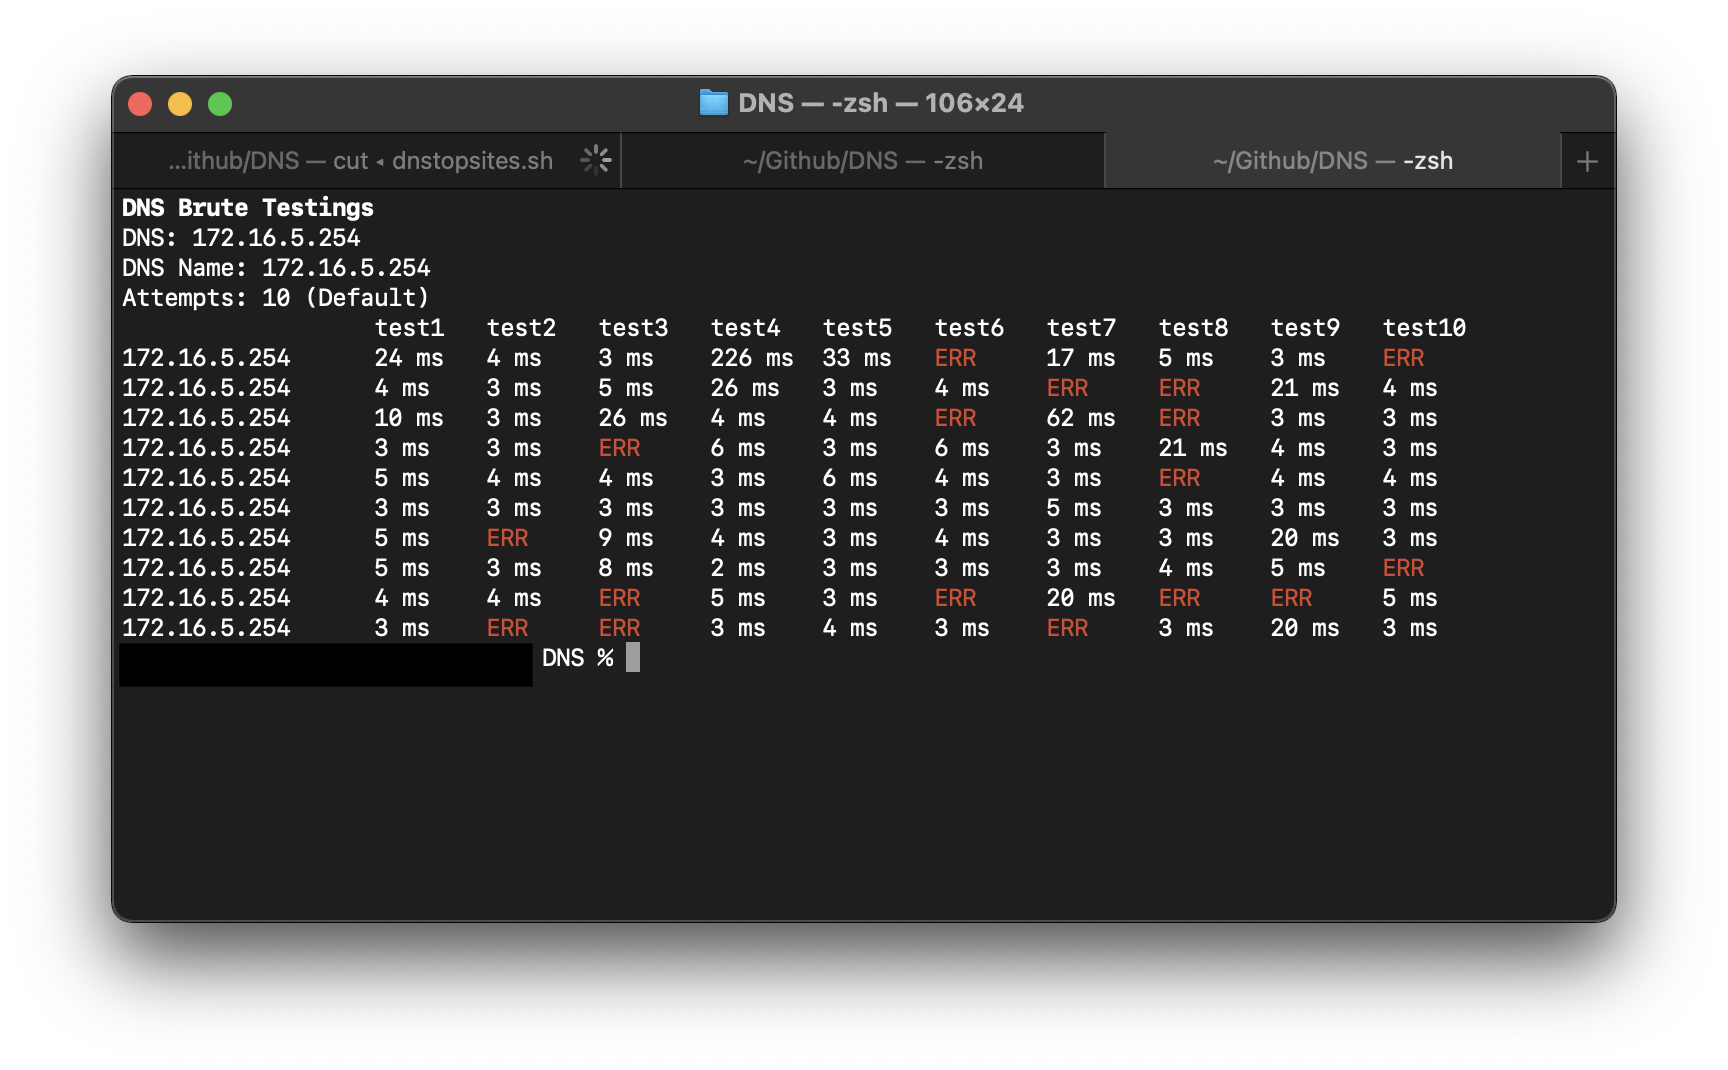 DNS — -zsh — 106×24
...ithub/DNS — cut ◂ dnstopsites.sh ~/Github/DNS — -zsh ~/Github/DNS — -zsh +
DNS Brute Testings
DNS: 172.16.5.254
DNS Name: 172.16.5.254
Attempts: 10 (Default)
test1 test2 test3 test4 test5 test6 test7 test8 test9 test10
172.16.5.254 24 ms 4 ms 3 ms 226 ms 33 ms ERR 17 ms 5 ms 3 ms ERR
172.16.5.254 4 ms 3 ms 5 ms 26 ms 3 ms 4 ms ERR ERR 21 ms 4 ms
172.16.5.254 10 ms 3 ms 26 ms 4 ms 4 ms ERR 62 ms ERR 3 ms 3 ms
172.16.5.254 3 ms 3 ms ERR 6 ms 3 ms 6 ms 3 ms 21 ms 4 ms 3 ms
172.16.5.254 5 ms 4 ms 4 ms 3 ms 6 ms 4 ms 3 ms ERR 4 ms 4 ms
172.16.5.254 3 ms 3 ms 3 ms 3 ms 3 ms 3 ms 5 ms 3 ms 3 ms 3 ms
172.16.5.254 5 ms ERR 9 ms 4 ms 3 ms 4 ms 3 ms 3 ms 20 ms 3 ms
172.16.5.254 5 ms 3 ms 8 ms 2 ms 3 ms 3 ms 3 ms 4 ms 5 ms ERR
172.16.5.254 4 ms 4 ms ERR 5 ms 3 ms ERR 20 ms ERR ERR 5 ms
172.16.5.254 3 ms ERR ERR 3 ms 4 ms 3 ms ERR 3 ms 20 ms 3 ms
DNS %